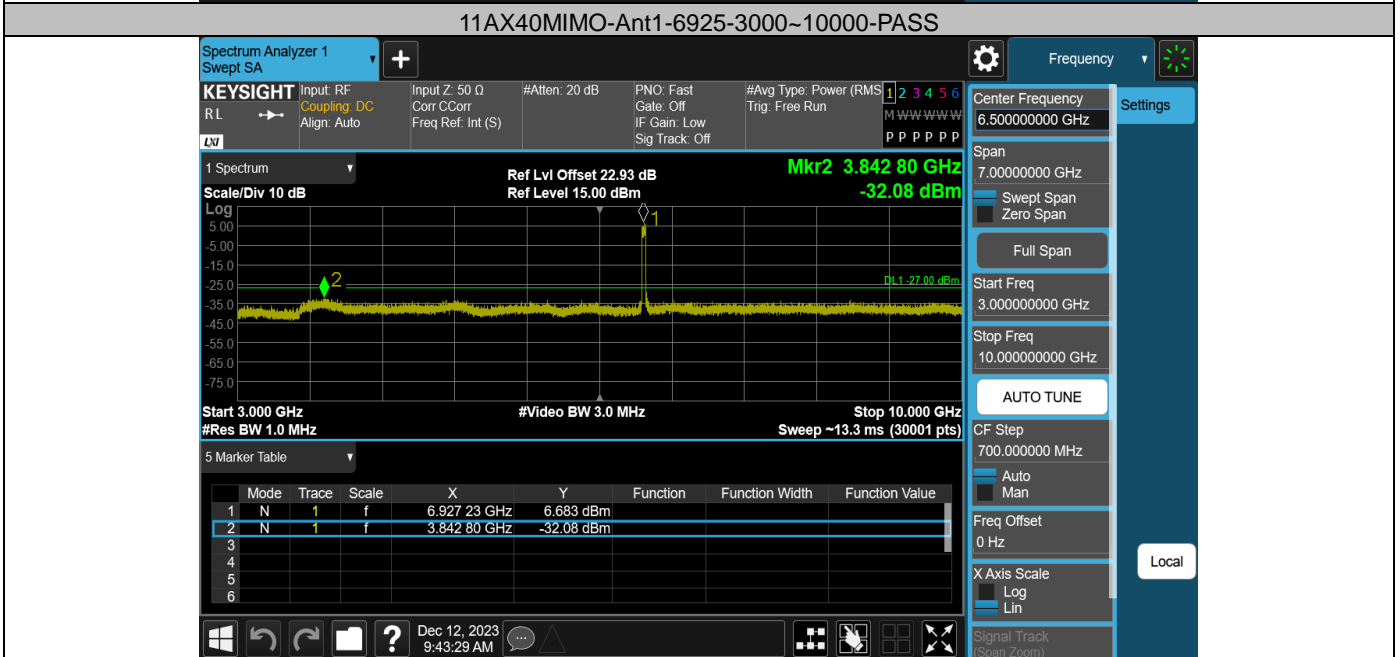 11AX40MIMO-Ant1-6925-3000~10000-PASS
Spectrum Analyzer 1
Swept SA
+
Frequency
KEYSIGHT
RL
LXI
Input: RF
Coupling: DC
Align: Auto
Input Z: 50 Ω
Corr CCorr
Freq Ref: Int (S)
#Atten: 20 dB
PNO: Fast
Gate: Off
IF Gain: Low
Sig Track: Off
#Avg Type: Power (RMS
Trig: Free Run
1 2 3 4 5 6
M W W W W W
P P P P P P
Center Frequency
6.500000000 GHz
Settings
Span
7.00000000 GHz
Swept Span
Zero Span
Full Span
Start Freq
3.000000000 GHz
Stop Freq
10.000000000 GHz
AUTO TUNE
CF Step
700.000000 MHz
Auto
Man
Freq Offset
0 Hz
X Axis Scale
Log
Lin
Signal Track
(Span Zoom)
Local
1 Spectrum
Scale/Div 10 dB
Ref Lvl Offset 22.93 dB
Ref Level 15.00 dBm
Mkr2 3.842 80 GHz
-32.08 dBm
Log
5.00
-5.00
-15.0
-25.0
-35.0
-45.0
-55.0
-65.0
-75.0
1
2
DL1 -27.00 dBm
Start 3.000 GHz
#Res BW 1.0 MHz
#Video BW 3.0 MHz
Stop 10.000 GHz
Sweep ~13.3 ms (30001 pts)
5 Marker Table
Mode Trace Scale X Y Function Function Width Function Value
1 N 1 f 6.927 23 GHz 6.683 dBm
2 N 1 f 3.842 80 GHz -32.08 dBm
3
4
5
6
?
Dec 12, 2023
9:43:29 AM